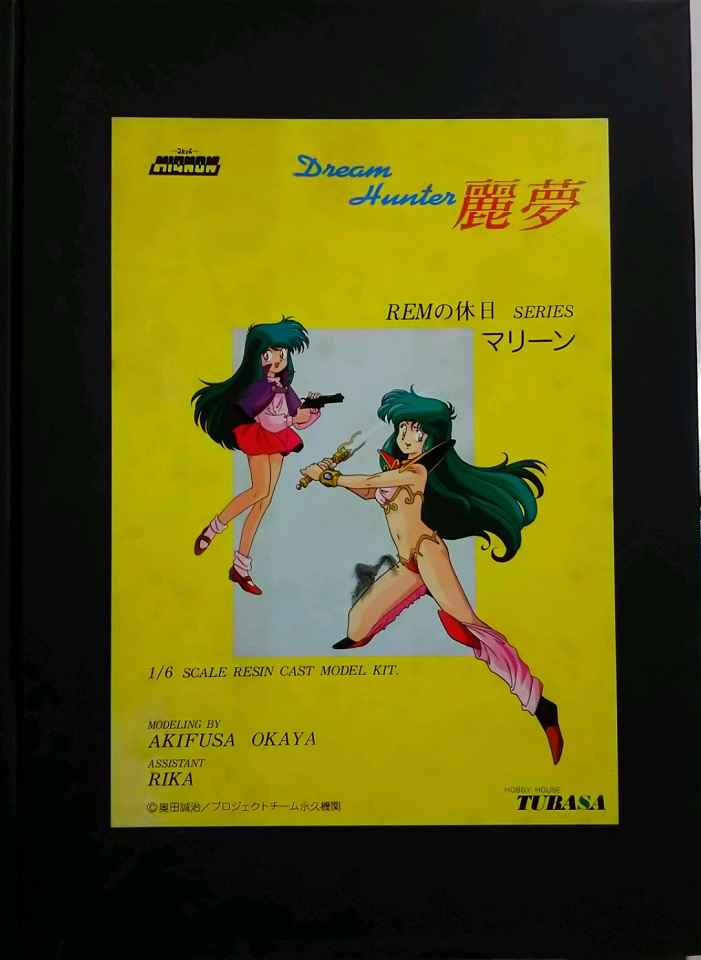 MIGNON
Dream
Hunter 麗夢
REMの休日 SERIES
マリーン
1/6 SCALE RESIN CAST MODEL KIT.
MODELING BY
AKIFUSA OKAYA
ASSISTANT
RIKA
©奥田誠治/プロジェクトチーム永久機関
HOBBY HOUSE
TUBASA